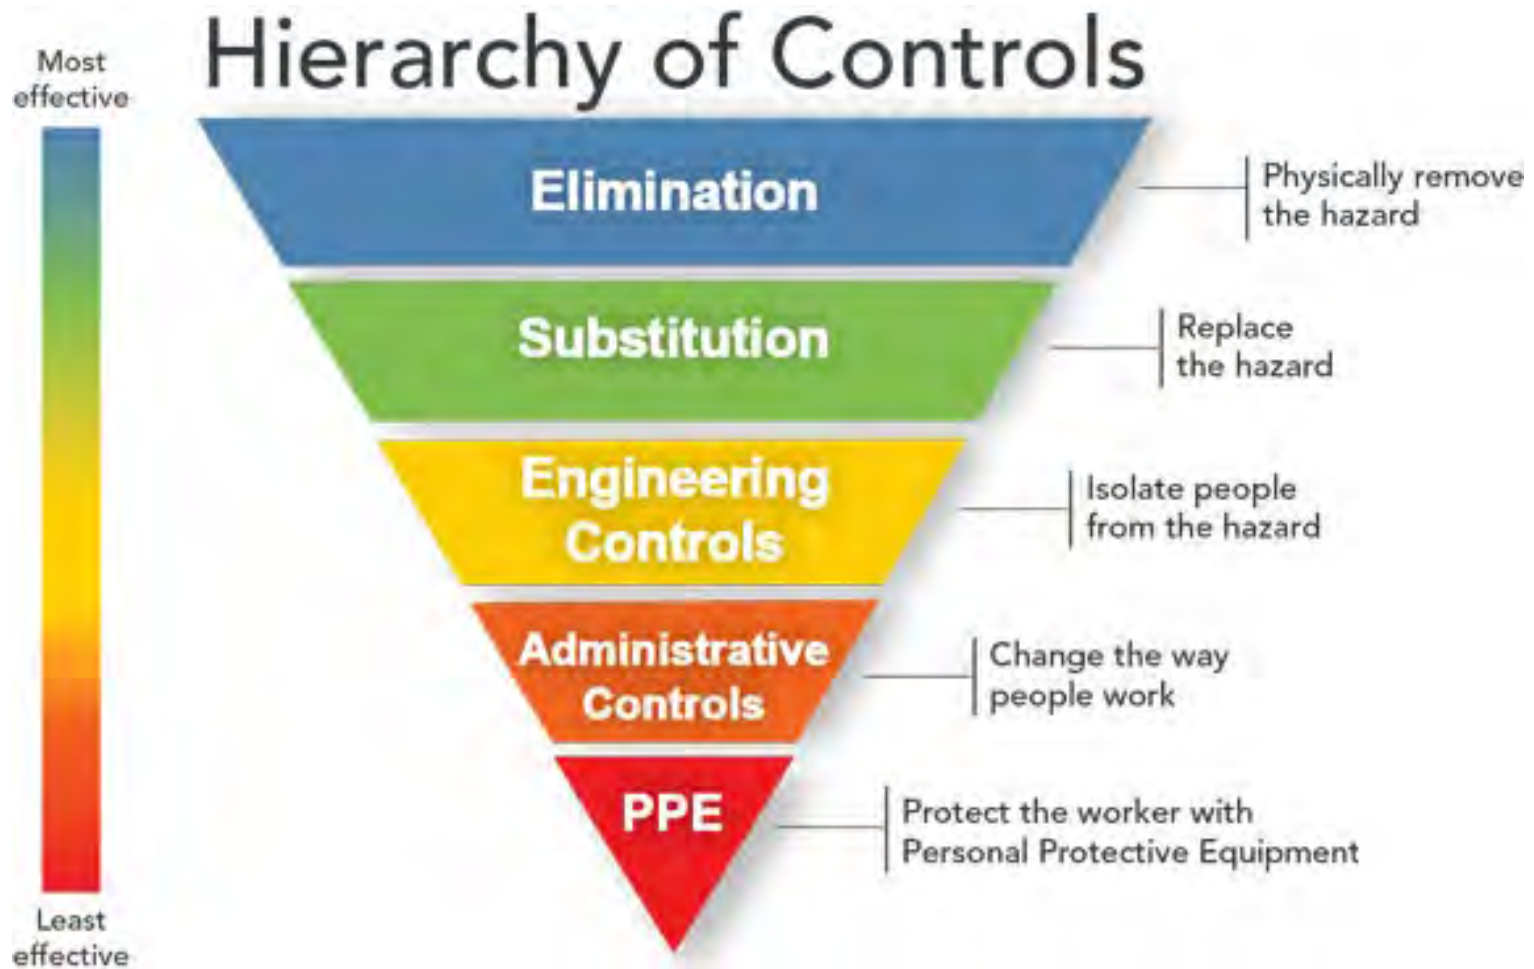 Hierarchy of Controls
Most
effective
Elimination
Physically remove
the hazard
Substitution
Replace
the hazard
Engineering
Controls
Isolate people
from the hazard
Administrative
Controls
Change the way
people work
PPE
Protect the worker with
Personal Protective Equipment
Least
effective